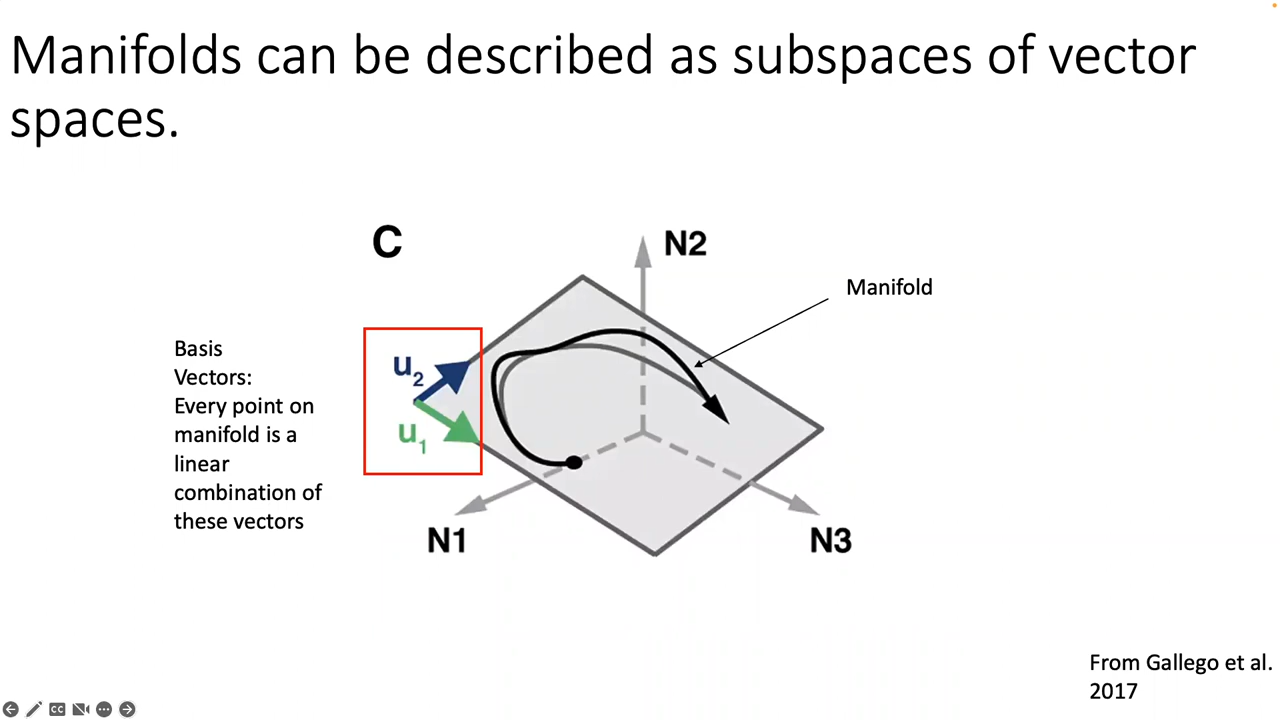 Manifolds can be described as subspaces of vector
spaces.
C
N2
Manifold
Basis
Vectors:
Every point on
manifold is a
linear
combination of
these vectors
u2
u1
N1
N3
From Gallego et al.
2017
CC